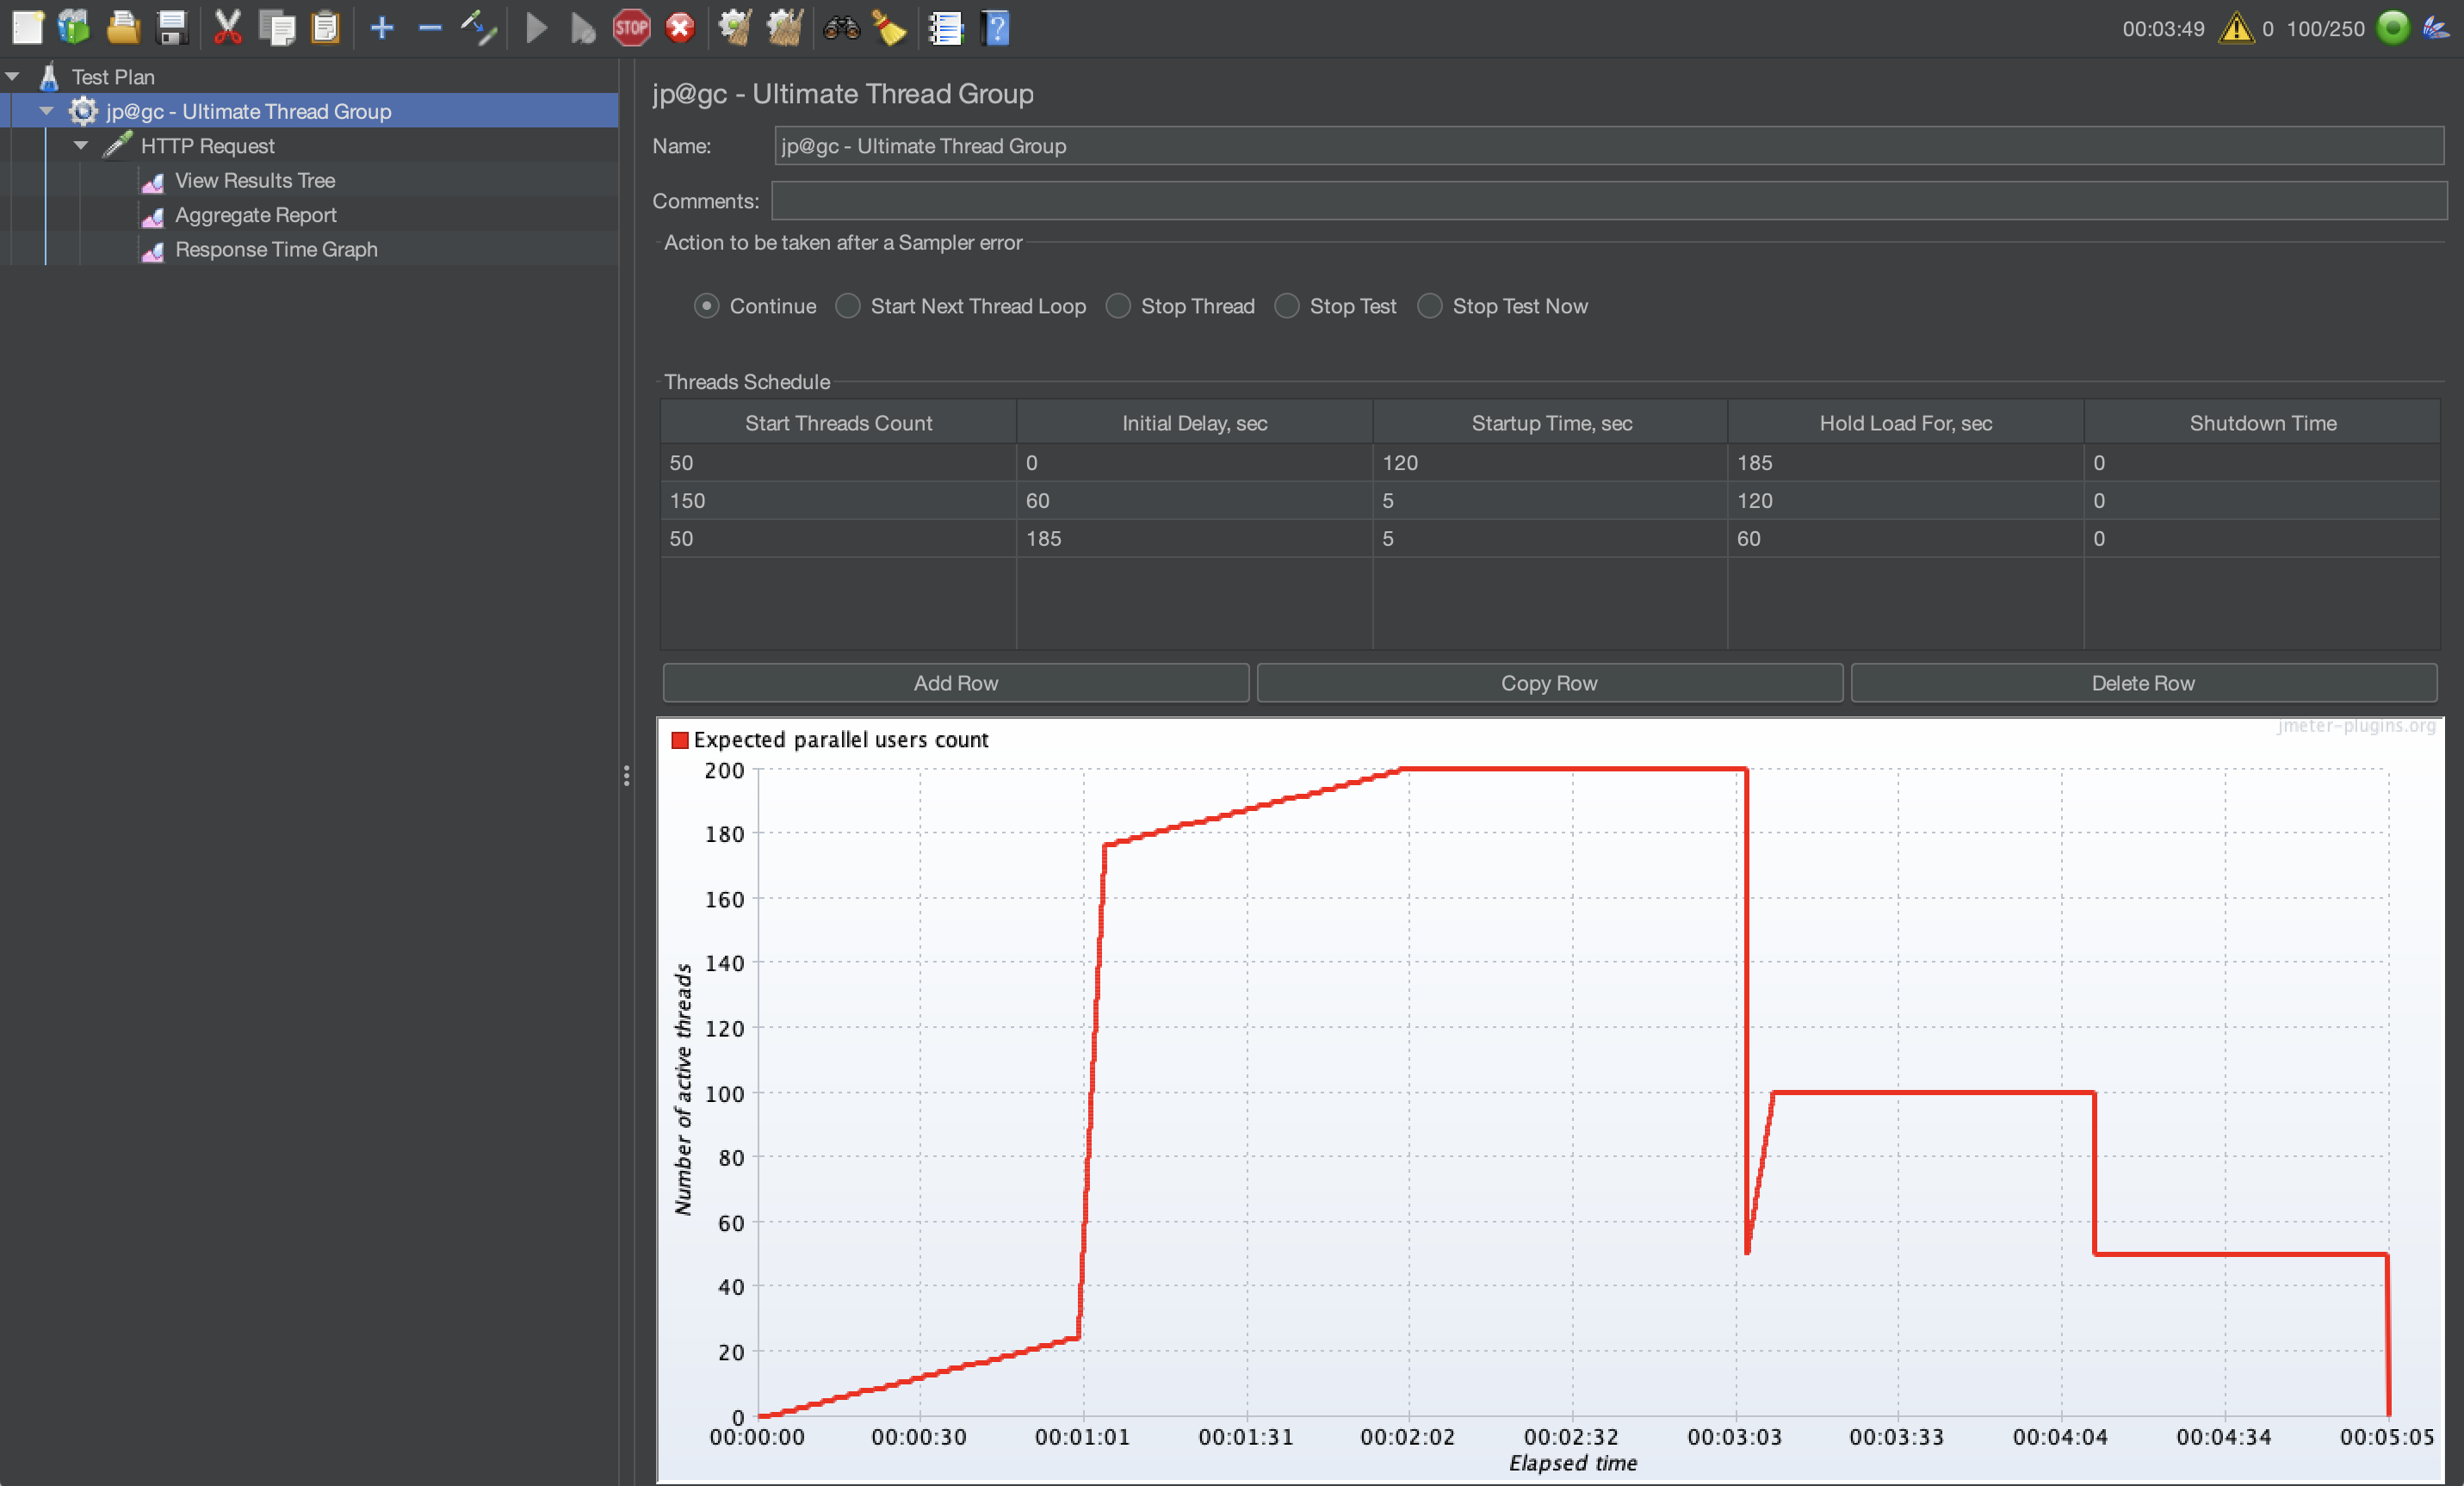 STOP
?
00:03:49
0
100/250
Test Plan
jp@gc - Ultimate Thread Group
HTTP Request
View Results Tree
Aggregate Report
Response Time Graph
jp@gc - Ultimate Thread Group
Name: jp@gc - Ultimate Thread Group
Comments:
Action to be taken after a Sampler error
Continue Start Next Thread Loop Stop Thread Stop Test Stop Test Now
Threads Schedule
Start Threads Count Initial Delay, sec Startup Time, sec Hold Load For, sec Shutdown Time
50 0 120 185 0
150 60 5 120 0
50 185 5 60 0
Add Row Copy Row Delete Row
jmeter-plugins.org
Expected parallel users count
200
180
160
140
120
100
80
60
40
20
0
Number of active threads
00:00:00 00:00:30 00:01:01 00:01:31 00:02:02 00:02:32 00:03:03 00:03:33 00:04:04 00:04:34 00:05:05
Elapsed time